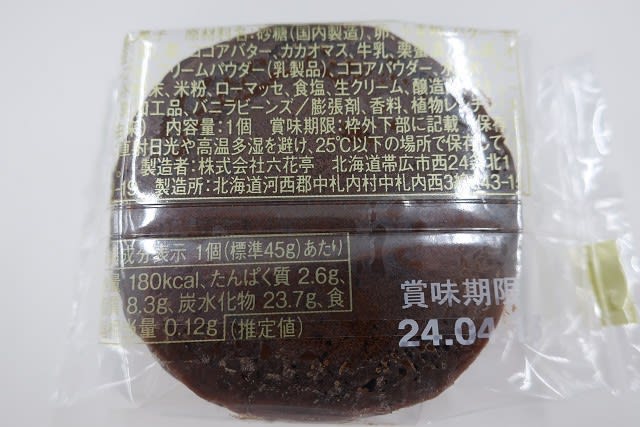 原材料名:砂糖(国内製造)、卵
ココアバター、カカオマス、牛乳、栗
リームパウダー(乳製品)、ココアパウダー、
味、米粉、ローマッセ、食塩、生クリーム、醸造
加工品、バニラビーンズ/膨張剤、香料、植物レシチ
内容量:1個 賞味期限:枠外下部に記載 保存
直射日光や高温多湿を避け、25℃以下の場所で保存して
製造者:株式会社六花亭 北海道帯広市西24条北1
-19 製造所:北海道河西郡中札内村中札内西3 43-1
成分表示 1個(標準45g)あたり
180kcal、たんぱく質 2.6g、
8.3g、炭水化物 23.7g、食
当量 0.12g (推定値)
賞味期限
24.04